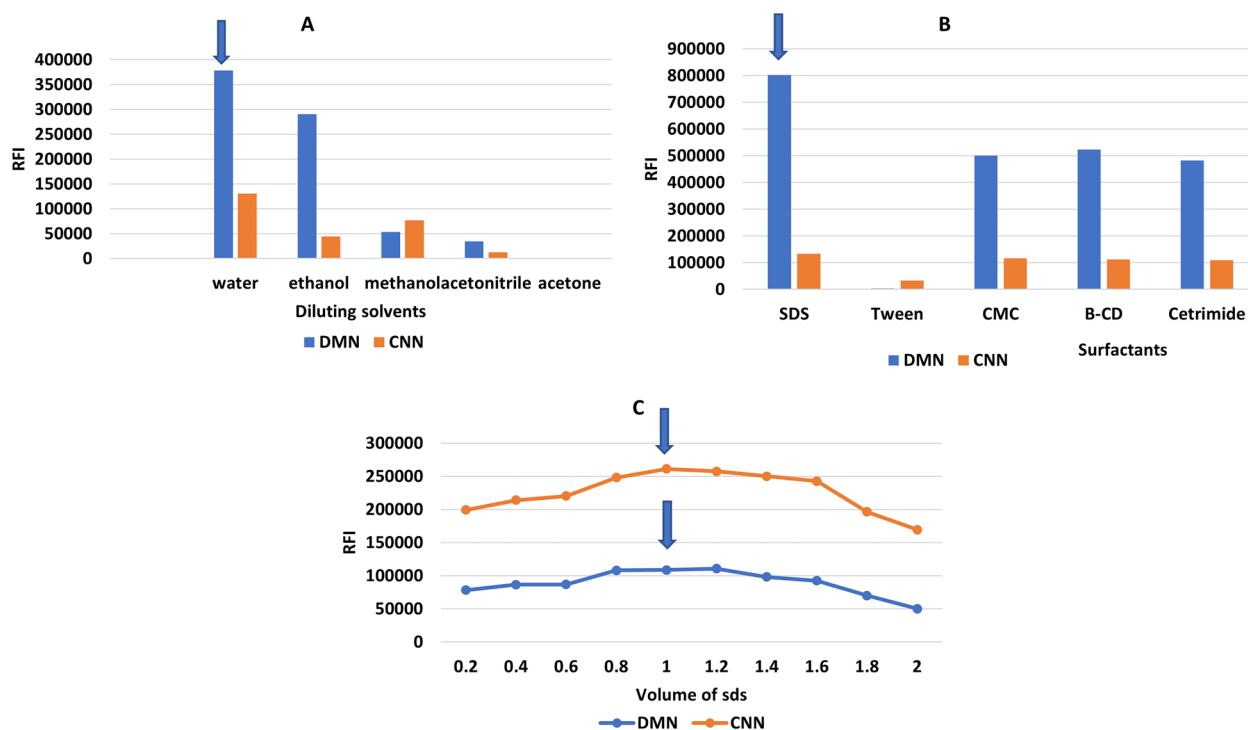 A
400000
350000
300000
250000
200000
150000
100000
50000
0
RFI
water ethanol methanol acetonitrile acetone
Diluting solvents
DMN CNN
B
900000
800000
700000
600000
500000
400000
300000
200000
100000
0
RFI
SDS Tween CMC B-CD Cetrimide
Surfactants
DMN CNN
C
300000
250000
200000
150000
100000
50000
0
RFI
0.2 0.4 0.6 0.8 1 1.2 1.4 1.6 1.8 2
Volume of sds
DMN CNN